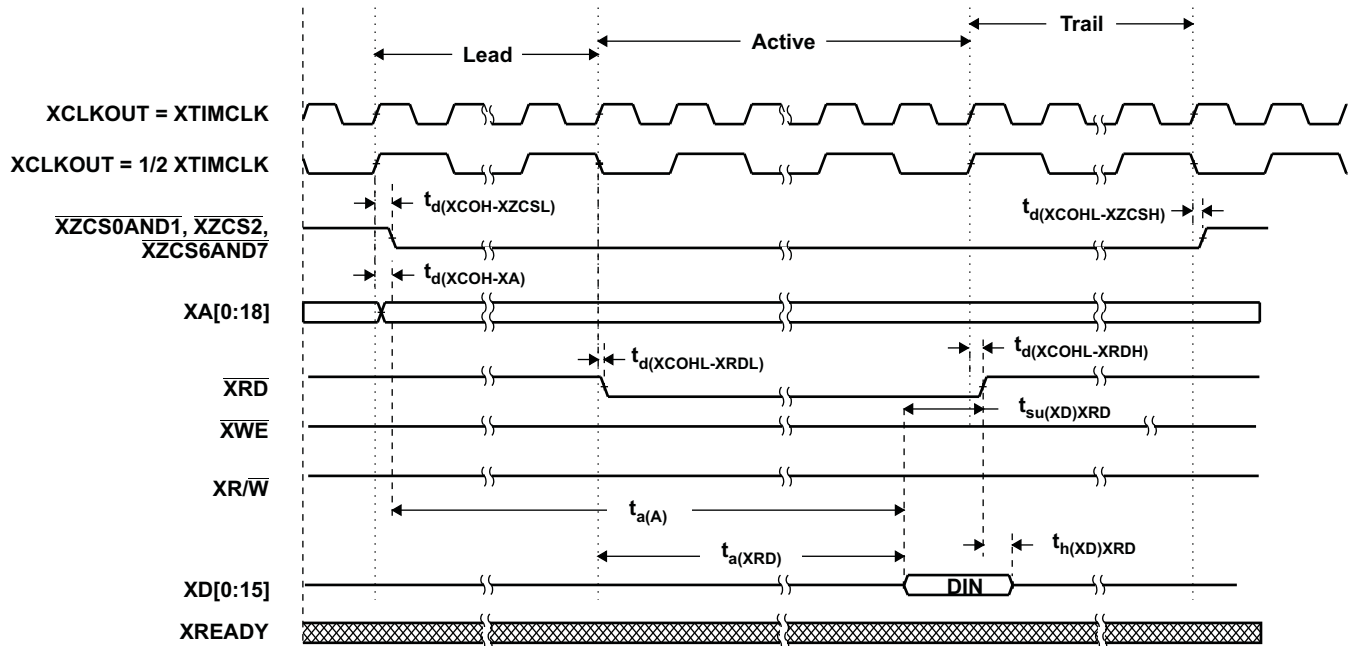 Trail
Active
Lead
XCLKOUT = XTIMCLK
XCLKOUT = 1/2 XTIMCLK
td(XCOH-XZCSL)
td(XCOHL-XZCSH)
XZCS0AND1, XZCS2,
XZCS6AND7
td(XCOH-XA)
XA[0:18]
td(XCOHL-XRDL)
td(XCOHL-XRDH)
XRD
tsu(XD)XRD
XWE
XR/W
ta(A)
ta(XRD)
th(XD)XRD
XD[0:15]
DIN
XREADY